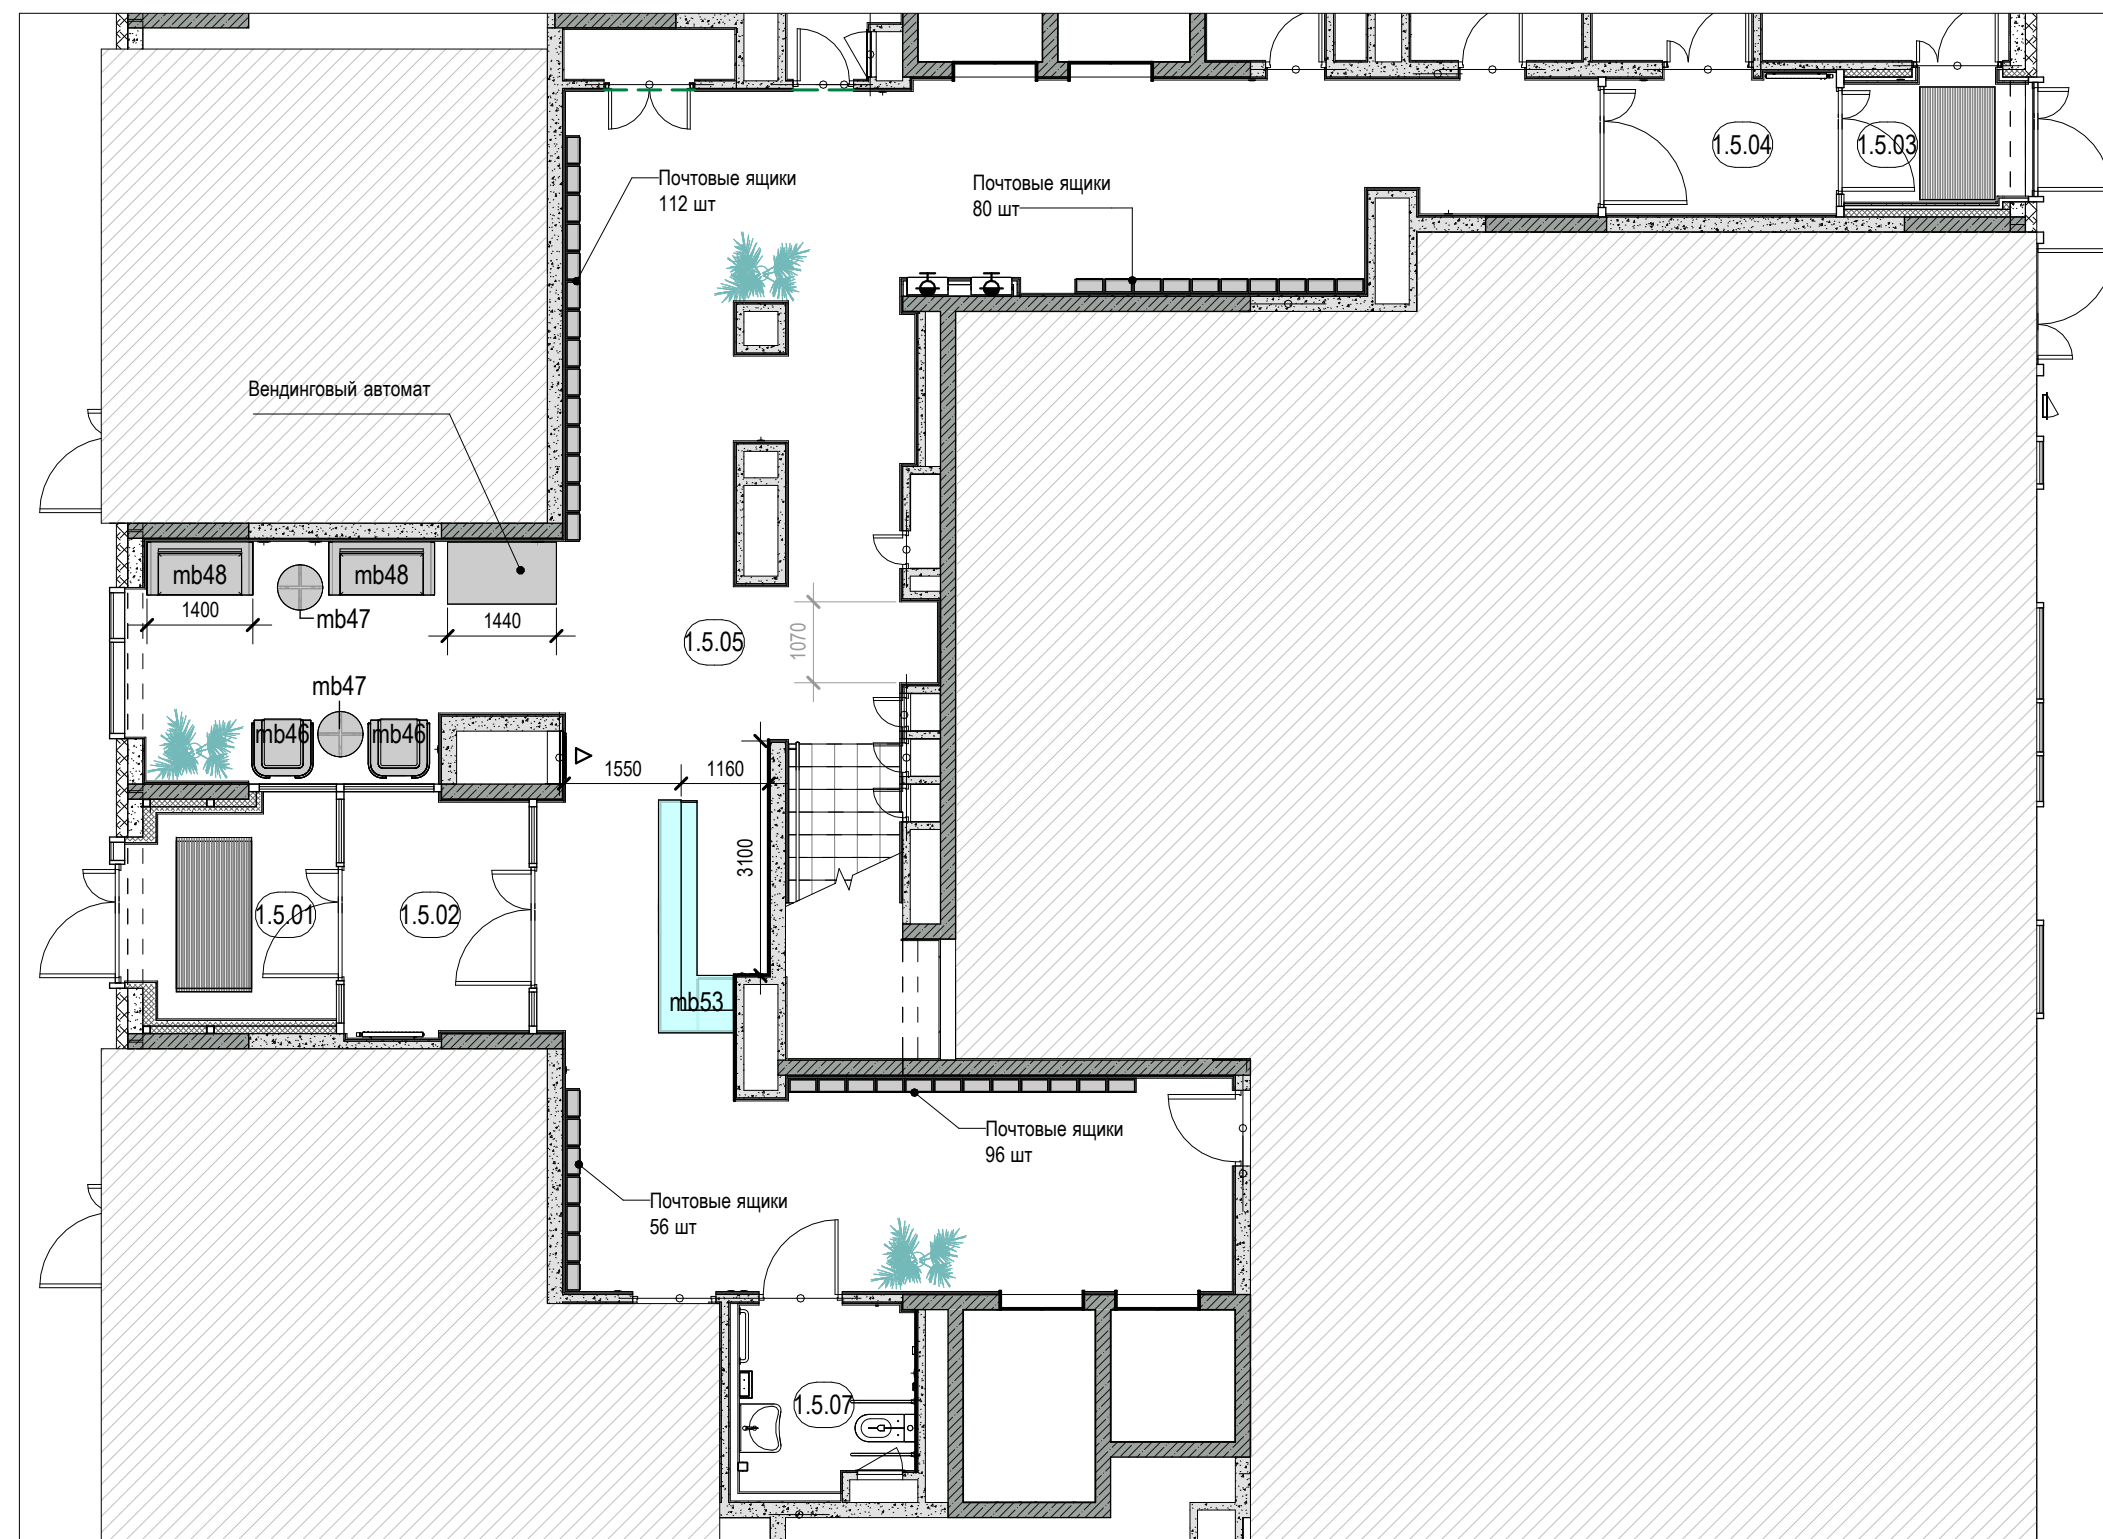 1.5.04
1.5.03
Почтовые ящики
112 шт
Почтовые ящики
80 шт
Вендинговый автомат
mb48
mb48
1400
mb47
1440
1.5.05
1070
mb47
mb46
mb46
1550
1160
3100
1.5.01
1.5.02
mb53
Почтовые ящики
96 шт
Почтовые ящики
56 шт
1.5.07